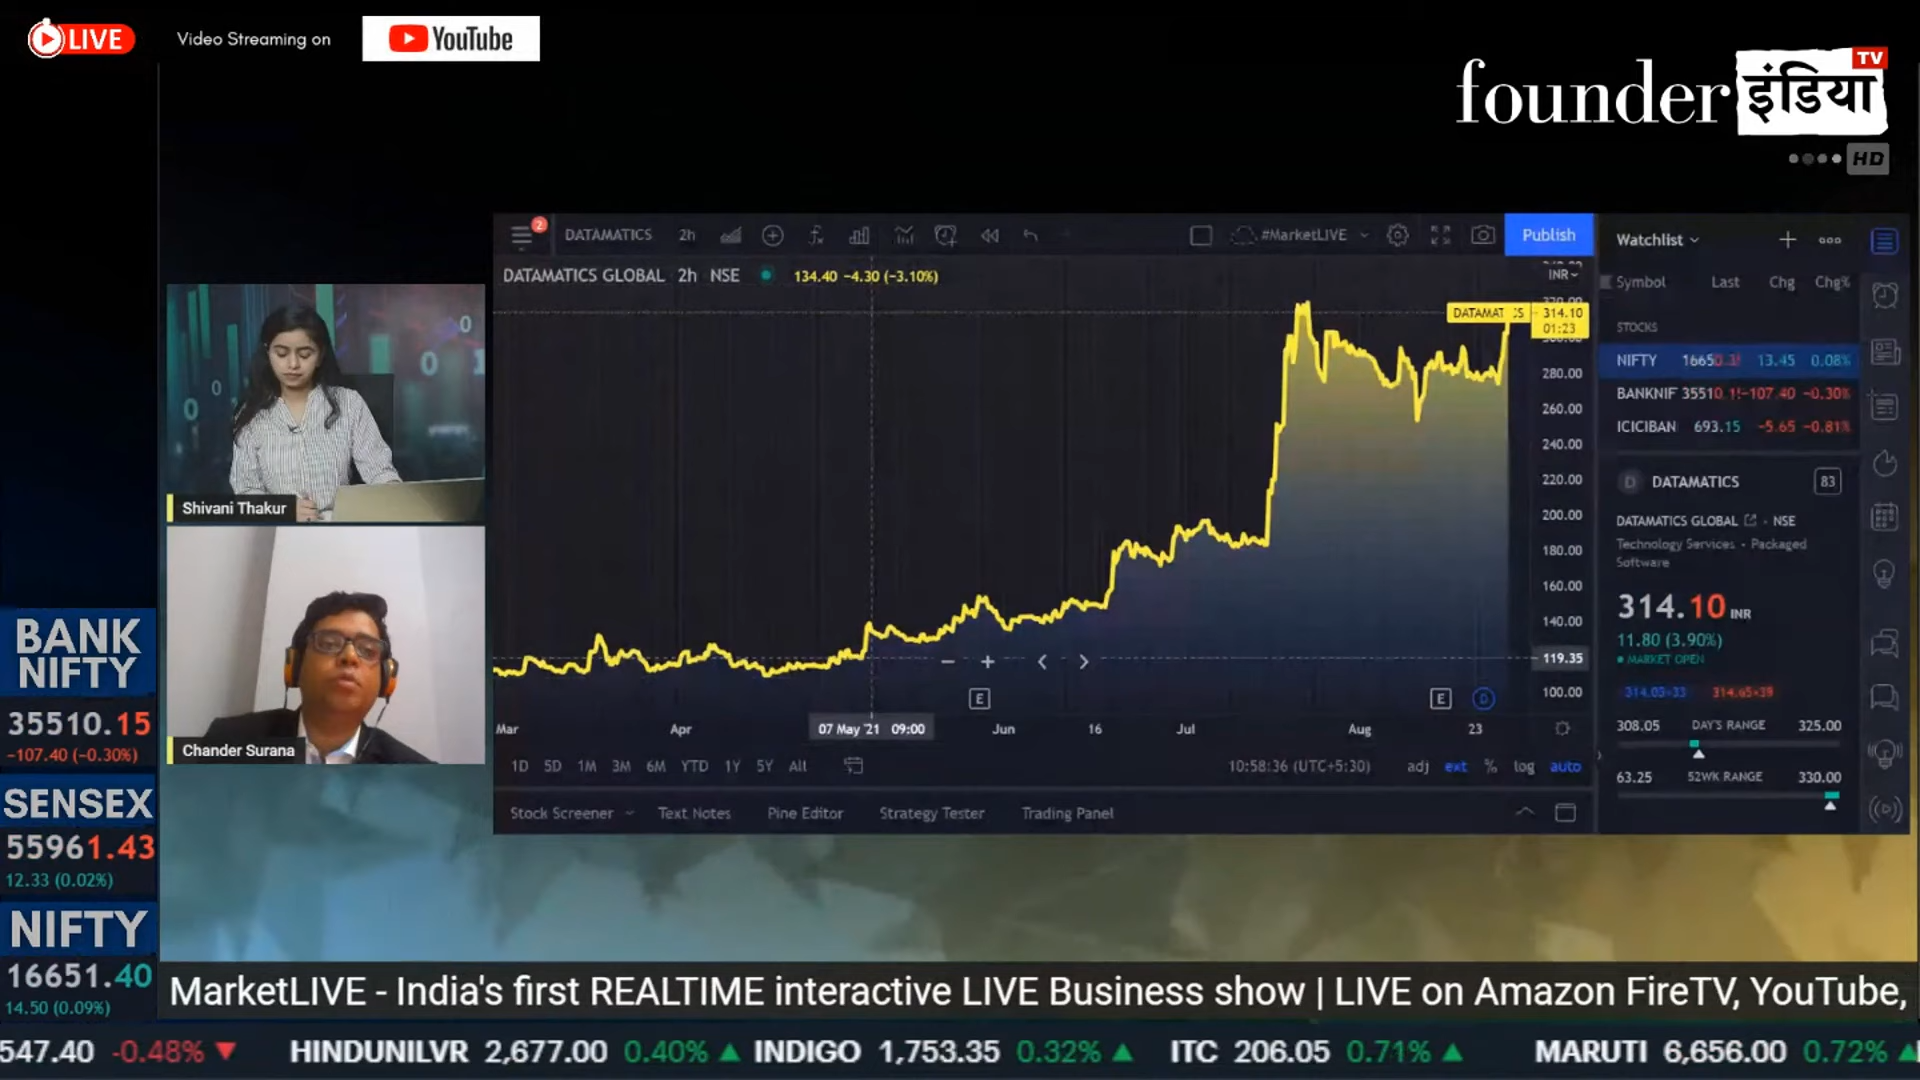 LIVE
Video Streaming on
YouTube
founder इंडिया TV
HD
2
DATAMATICS 2h
#MarketLIVE
Publish
DATAMATICS GLOBAL 2h NSE 134.40 −4.30 (−3.10%)
INR
320.00
314.10
01:23
280.00
260.00
240.00
220.00
200.00
180.00
160.00
140.00
119.35
100.00
E E D
Mar Apr 07 May '21 09:00 Jun 16 Jul Aug 23
1D 5D 1M 3M 6M YTD 1Y 5Y All
10:58:36 (UTC+5:30) adj ext % log auto
Stock Screener Text Notes Pine Editor Strategy Tester Trading Panel
Watchlist
Symbol Last Chg Chg%
STOCKS
NIFTY 13.45 0.08%
BANKNIF −107.40 −0.30%
ICICIBAN 693.15 −5.65 −0.81%
D DATAMATICS 83
DATAMATICS GLOBAL · NSE
Technology Services • Packaged
Software
314.10 INR
11.80 (3.90%)
MARKET OPEN
308.05 DAY'S RANGE 325.00
63.25 52WK RANGE 330.00
Shivani Thakur
Chander Surana
BANK
NIFTY
35510.15
−107.40 (−0.30%)
SENSEX
55961.43
12.33 (0.02%)
NIFTY
16651.40
14.50 (0.09%)
MarketLIVE - India's first REALTIME interactive LIVE Business show | LIVE on Amazon FireTV, YouTube,
547.40 -0.48% ▼ HINDUNILVR 2,677.00 0.40% ▲ INDIGO 1,753.35 0.32% ▲ ITC 206.05 0.71% ▲ MARUTI 6,656.00 0.72% ▲